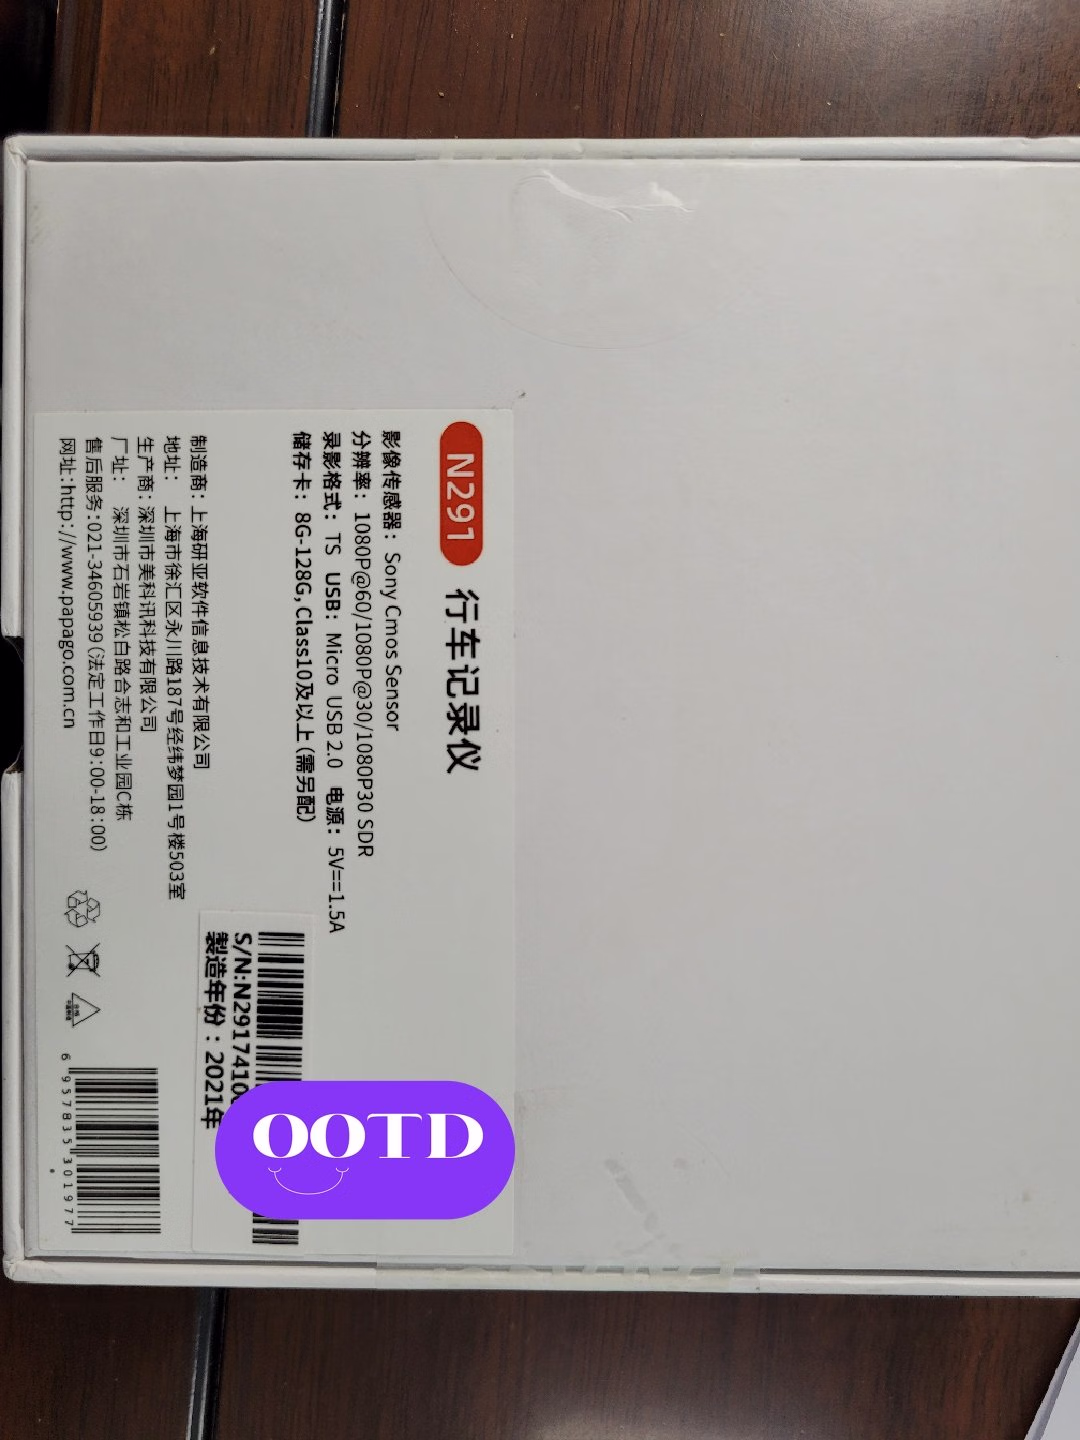 N291 行车记录仪
影像传感器：Sony Cmos Sensor
分辨率：1080P@60/1080P@30/1080P30 SDR
录影格式：TS USB：Micro USB 2.0 电源：5V==1.5A
储存卡：8G-128G, Class10及以上(需另配)
制造商：上海研亚软件信息技术有限公司
地址：上海市徐汇区永川路187号经纬梦园1号楼503室
生产商：深圳市美科讯科技有限公司
厂址：深圳市石岩镇松白路合志和工业园C栋
售后服务:021-34605939(法定工作日9:00-18:00)
网址:http://www.papago.com.cn
S/N:N2917410
製造年份：2021年
6 957835 301977
OOTD